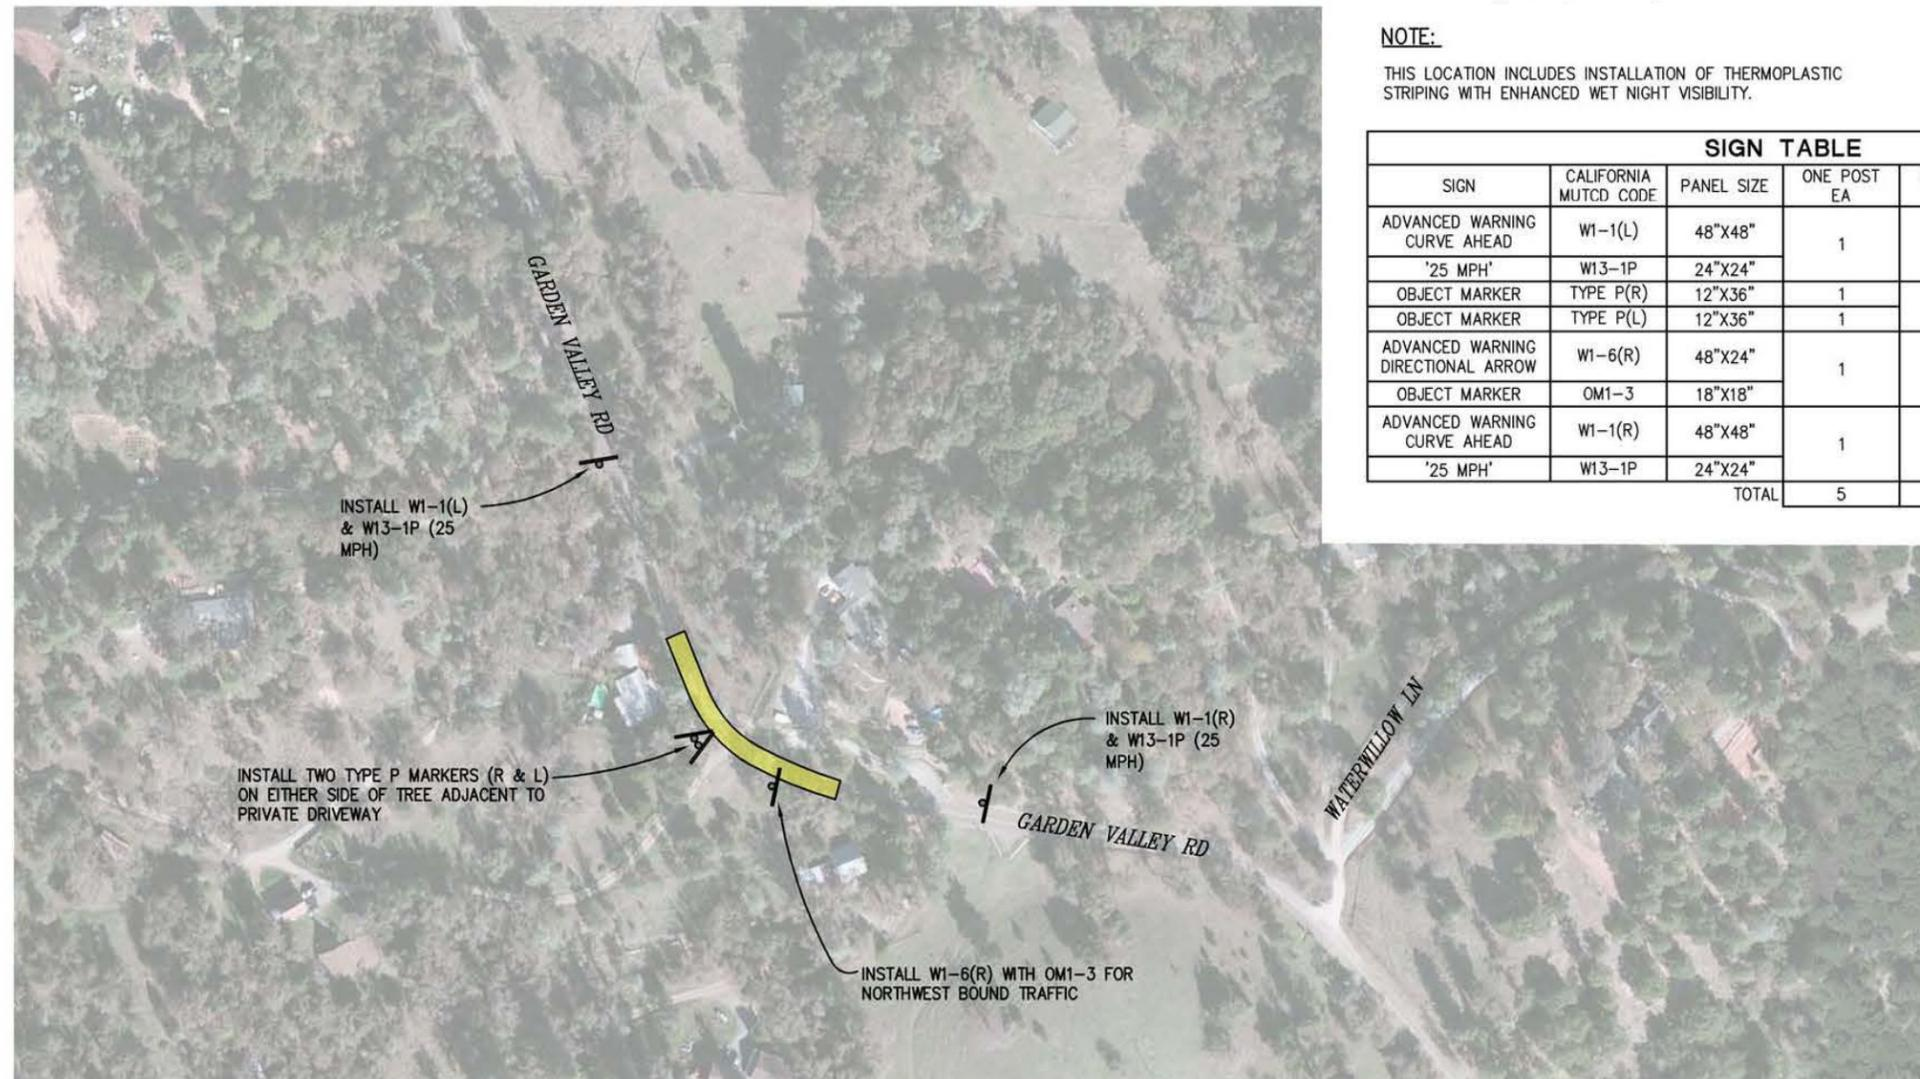 NOTE:
THIS LOCATION INCLUDES INSTALLATION OF THERMOPLASTIC
STRIPING WITH ENHANCED WET NIGHT VISIBILITY.
SIGN TABLE
SIGN CALIFORNIA MUTCD CODE PANEL SIZE ONE POST EA
ADVANCED WARNING CURVE AHEAD W1-1(L) 48"X48" 1
'25 MPH' W13-1P 24"X24"
OBJECT MARKER TYPE P(R) 12"X36" 1
OBJECT MARKER TYPE P(L) 12"X36" 1
ADVANCED WARNING DIRECTIONAL ARROW W1-6(R) 48"X24" 1
OBJECT MARKER OM1-3 18"X18"
ADVANCED WARNING CURVE AHEAD W1-1(R) 48"X48" 1
'25 MPH' W13-1P 24"X24"
TOTAL 5
GARDEN VALLEY RD
INSTALL W1-1(L)
& W13-1P (25
MPH)
INSTALL TWO TYPE P MARKERS (R & L)
ON EITHER SIDE OF TREE ADJACENT TO
PRIVATE DRIVEWAY
INSTALL W1-1(R)
& W13-1P (25
MPH)
GARDEN VALLEY RD
WATERWILLOW LN
INSTALL W1-6(R) WITH OM1-3 FOR
NORTHWEST BOUND TRAFFIC